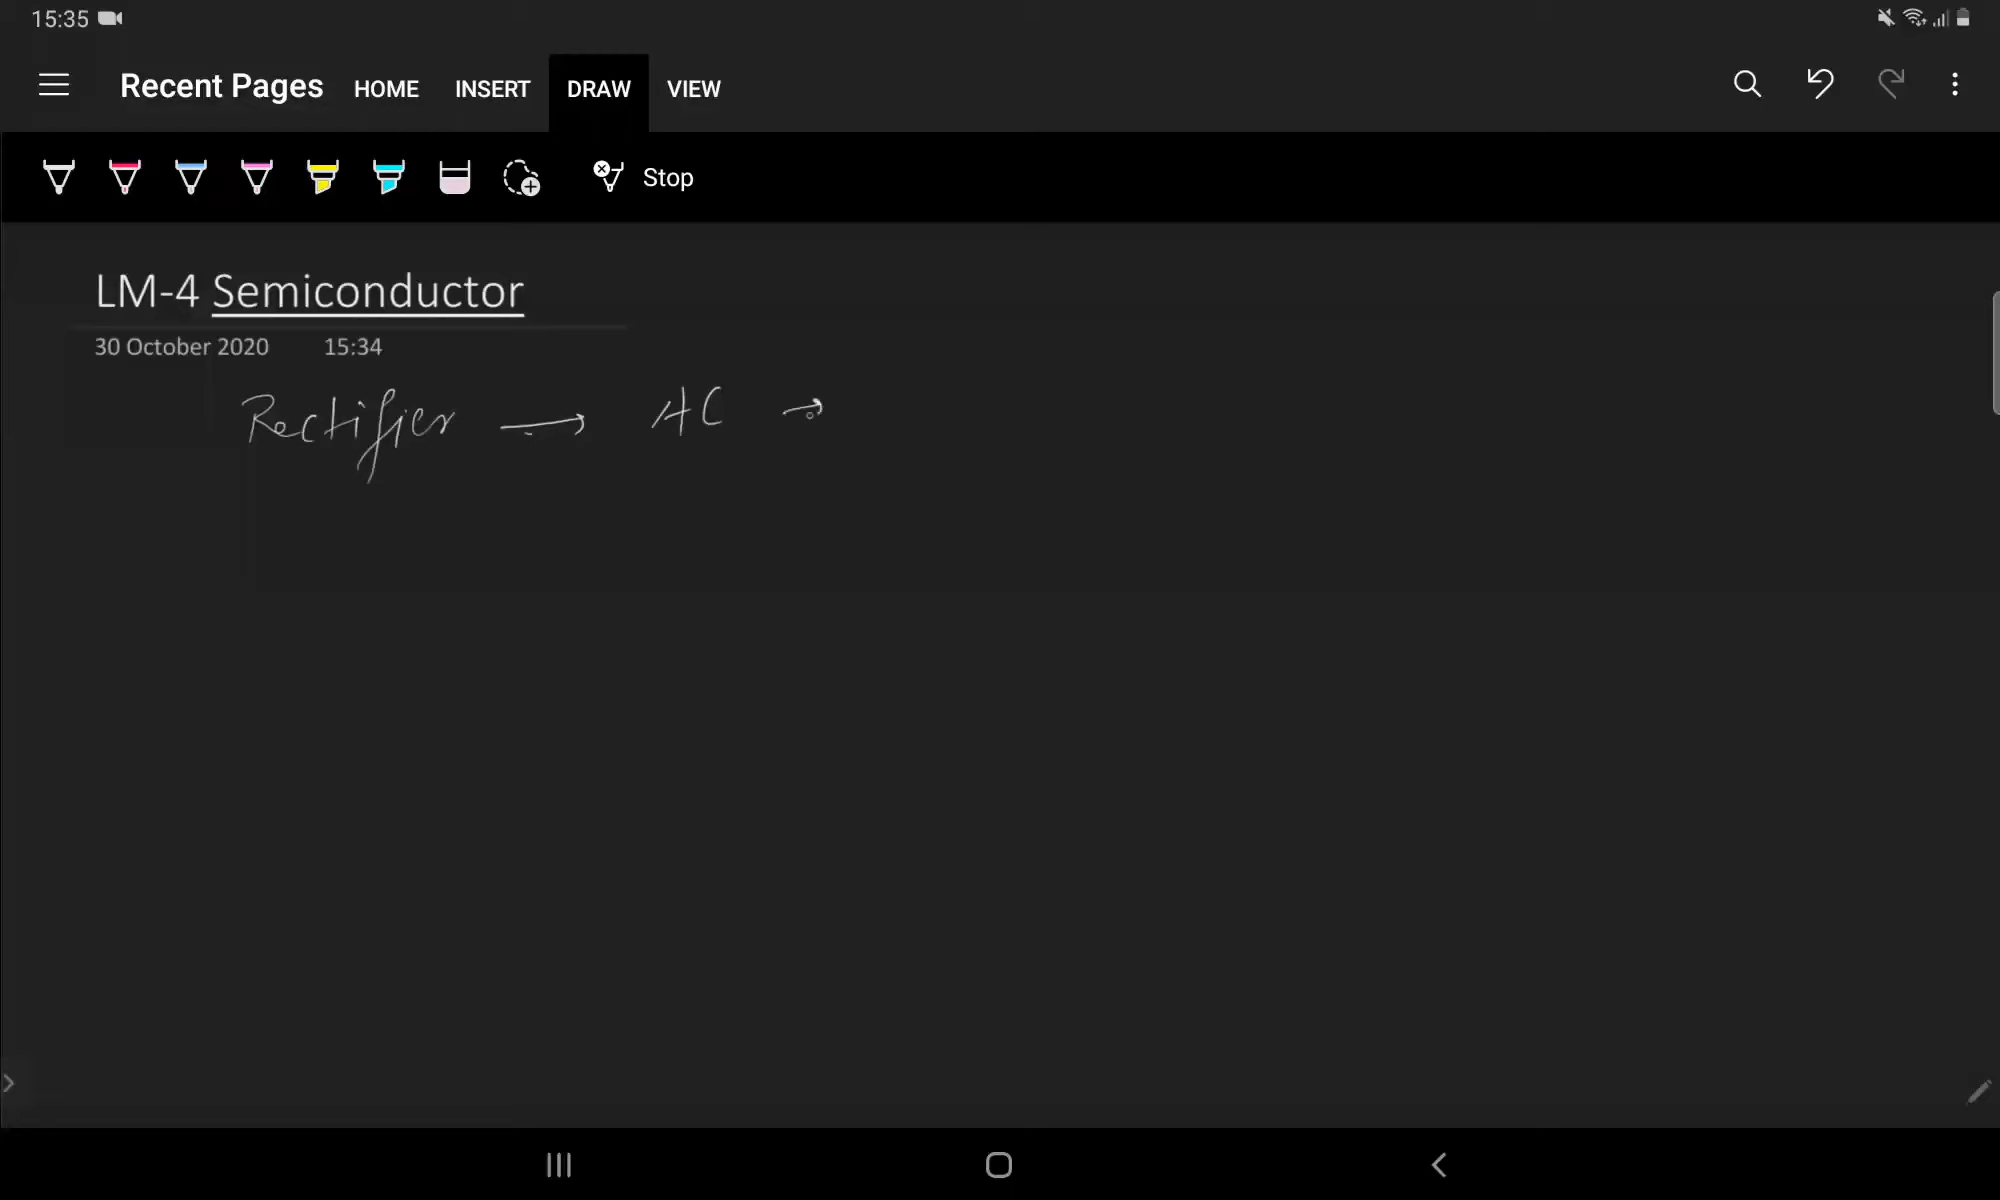 15:35
Recent Pages HOME INSERT DRAW VIEW
Stop
LM-4 Semiconductor
30 October 2020 15:34
Rectifier → AC →